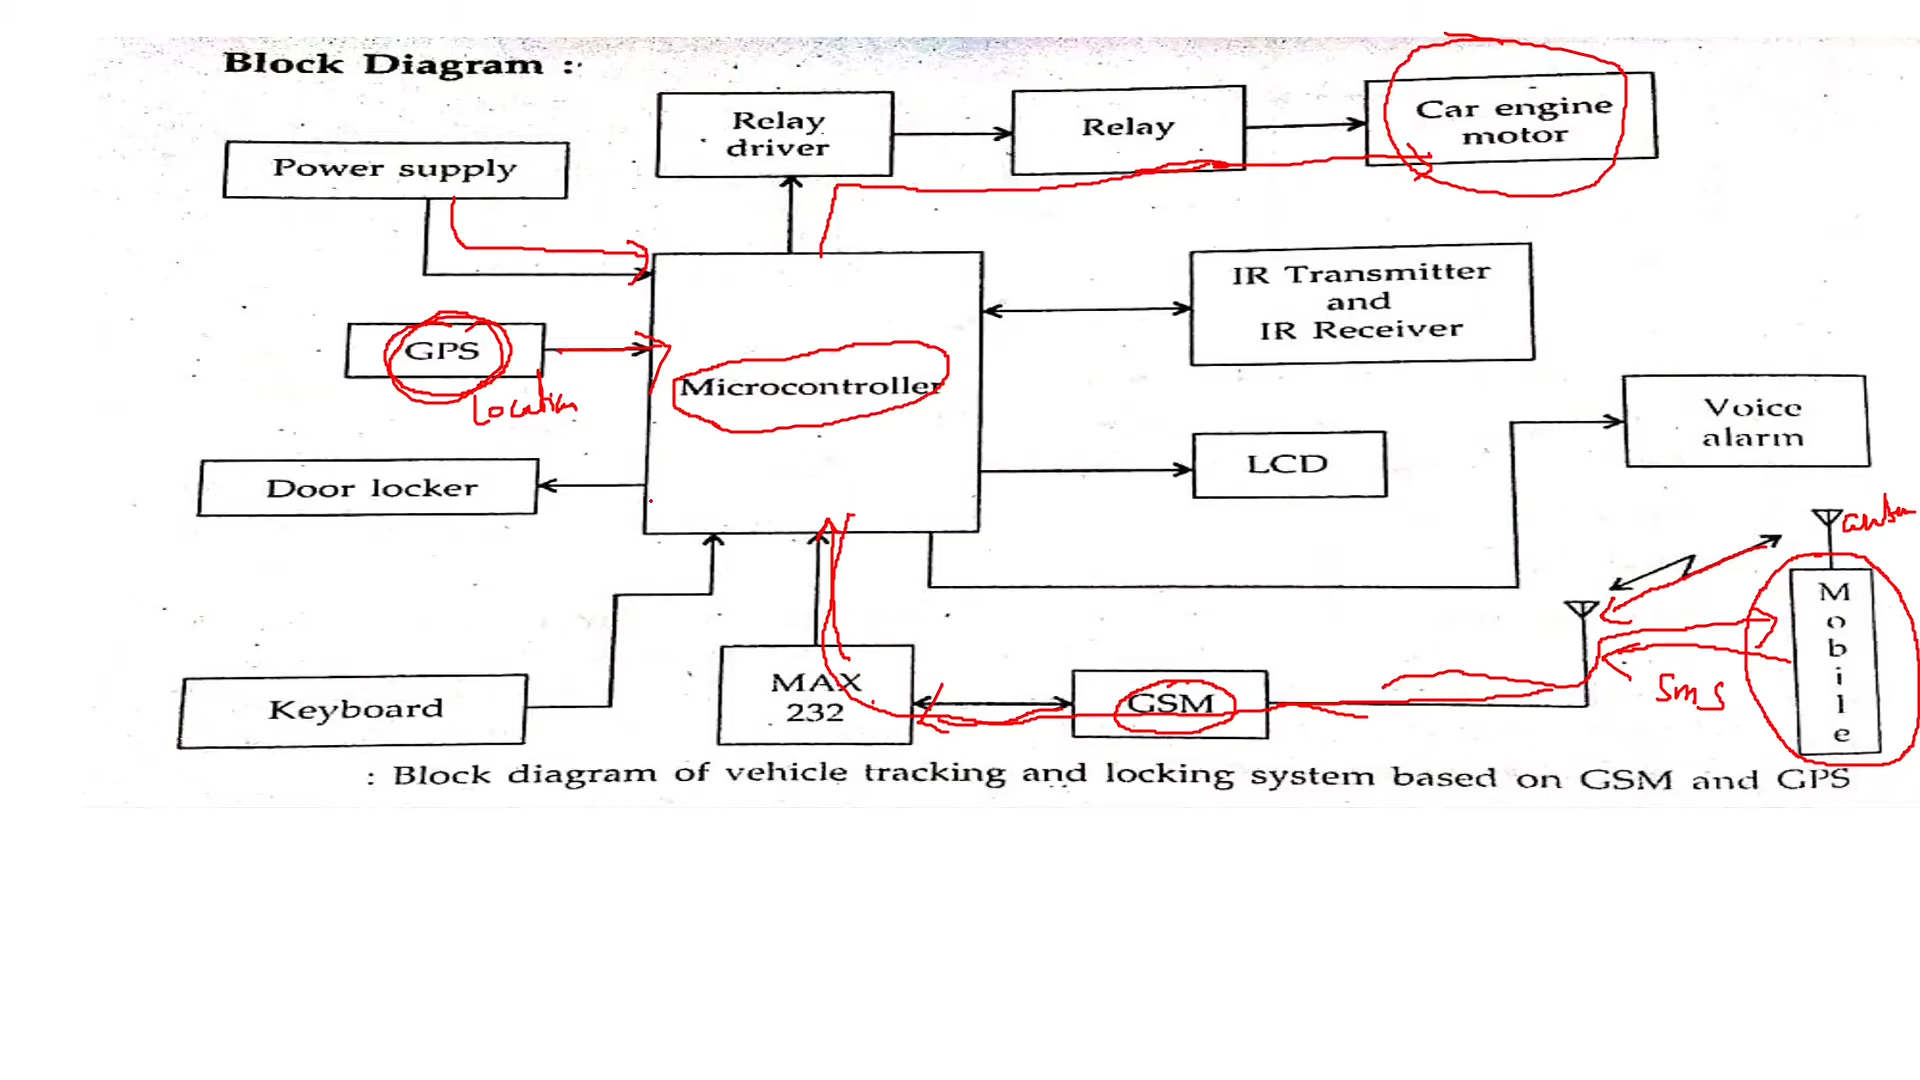 Block Diagram :
Relay
driver
Relay
Car engine
motor
Power supply
IR Transmitter
and
IR Receiver
GPS
Location
Microcontroller
Voice
alarm
LCD
Door locker
M
o
b
i
l
e
MAX
232
GSM
Sms
Keyboard
: Block diagram of vehicle tracking and locking system based on GSM and GPS